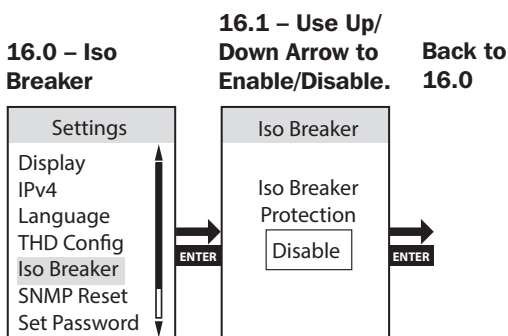 16.0 – Iso
Breaker
16.1 – Use Up/
Down Arrow to
Enable/Disable.
Back to
16.0
Settings
Display
IPv4
Language
THD Config
Iso Breaker
SNMP Reset
Set Password
ENTER
Iso Breaker
Iso Breaker
Protection
Disable
ENTER